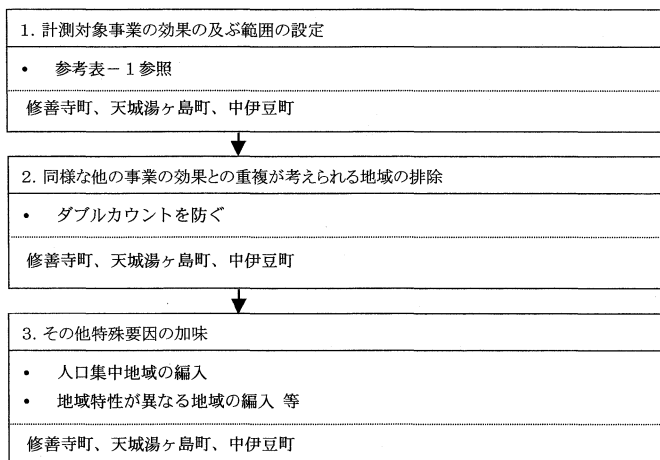 1. 計測対象事業の効果の及ぶ範囲の設定
• 参考表－1参照
修善寺町、天城湯ヶ島町、中伊豆町
2. 同様な他の事業の効果との重複が考えられる地域の排除
• ダブルカウントを防ぐ
修善寺町、天城湯ヶ島町、中伊豆町
3. その他特殊要因の加味
• 人口集中地域の編入
• 地域特性が異なる地域の編入 等
修善寺町、天城湯ヶ島町、中伊豆町